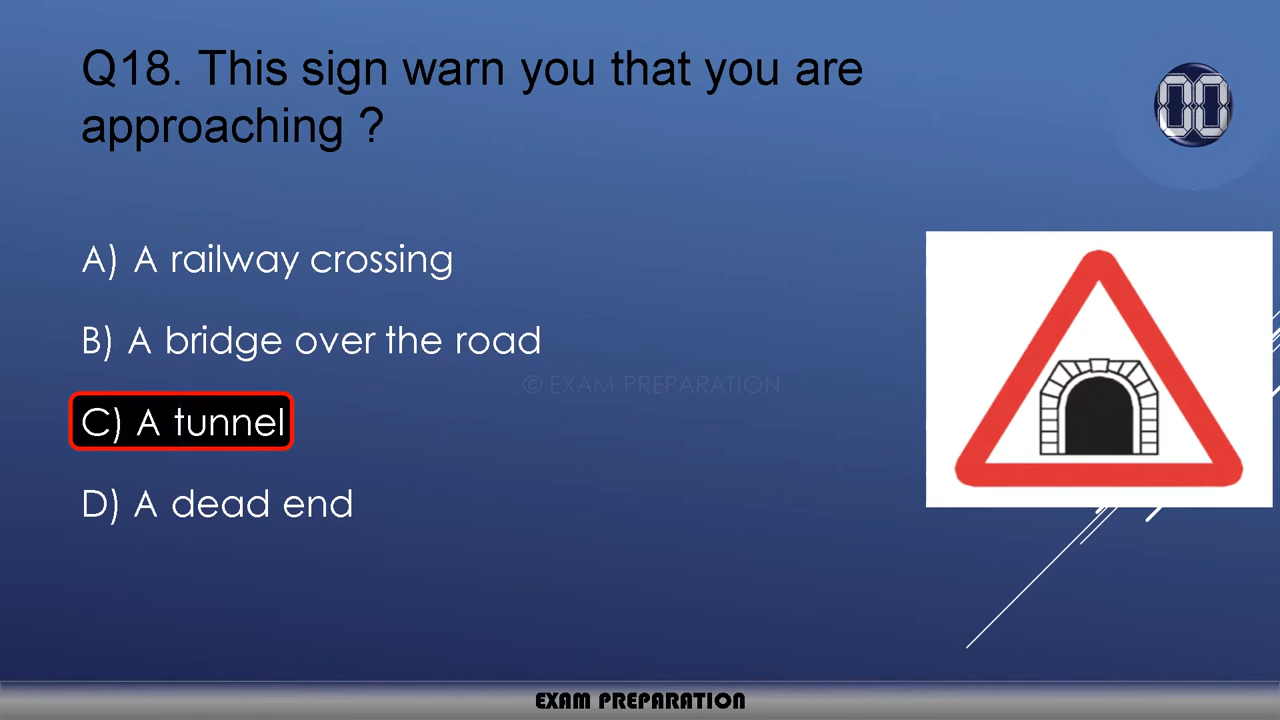 Q18. This sign warn you that you are
approaching ?
00
A) A railway crossing
B) A bridge over the road
© EXAM PREPARATION
C) A tunnel
D) A dead end
EXAM PREPARATION